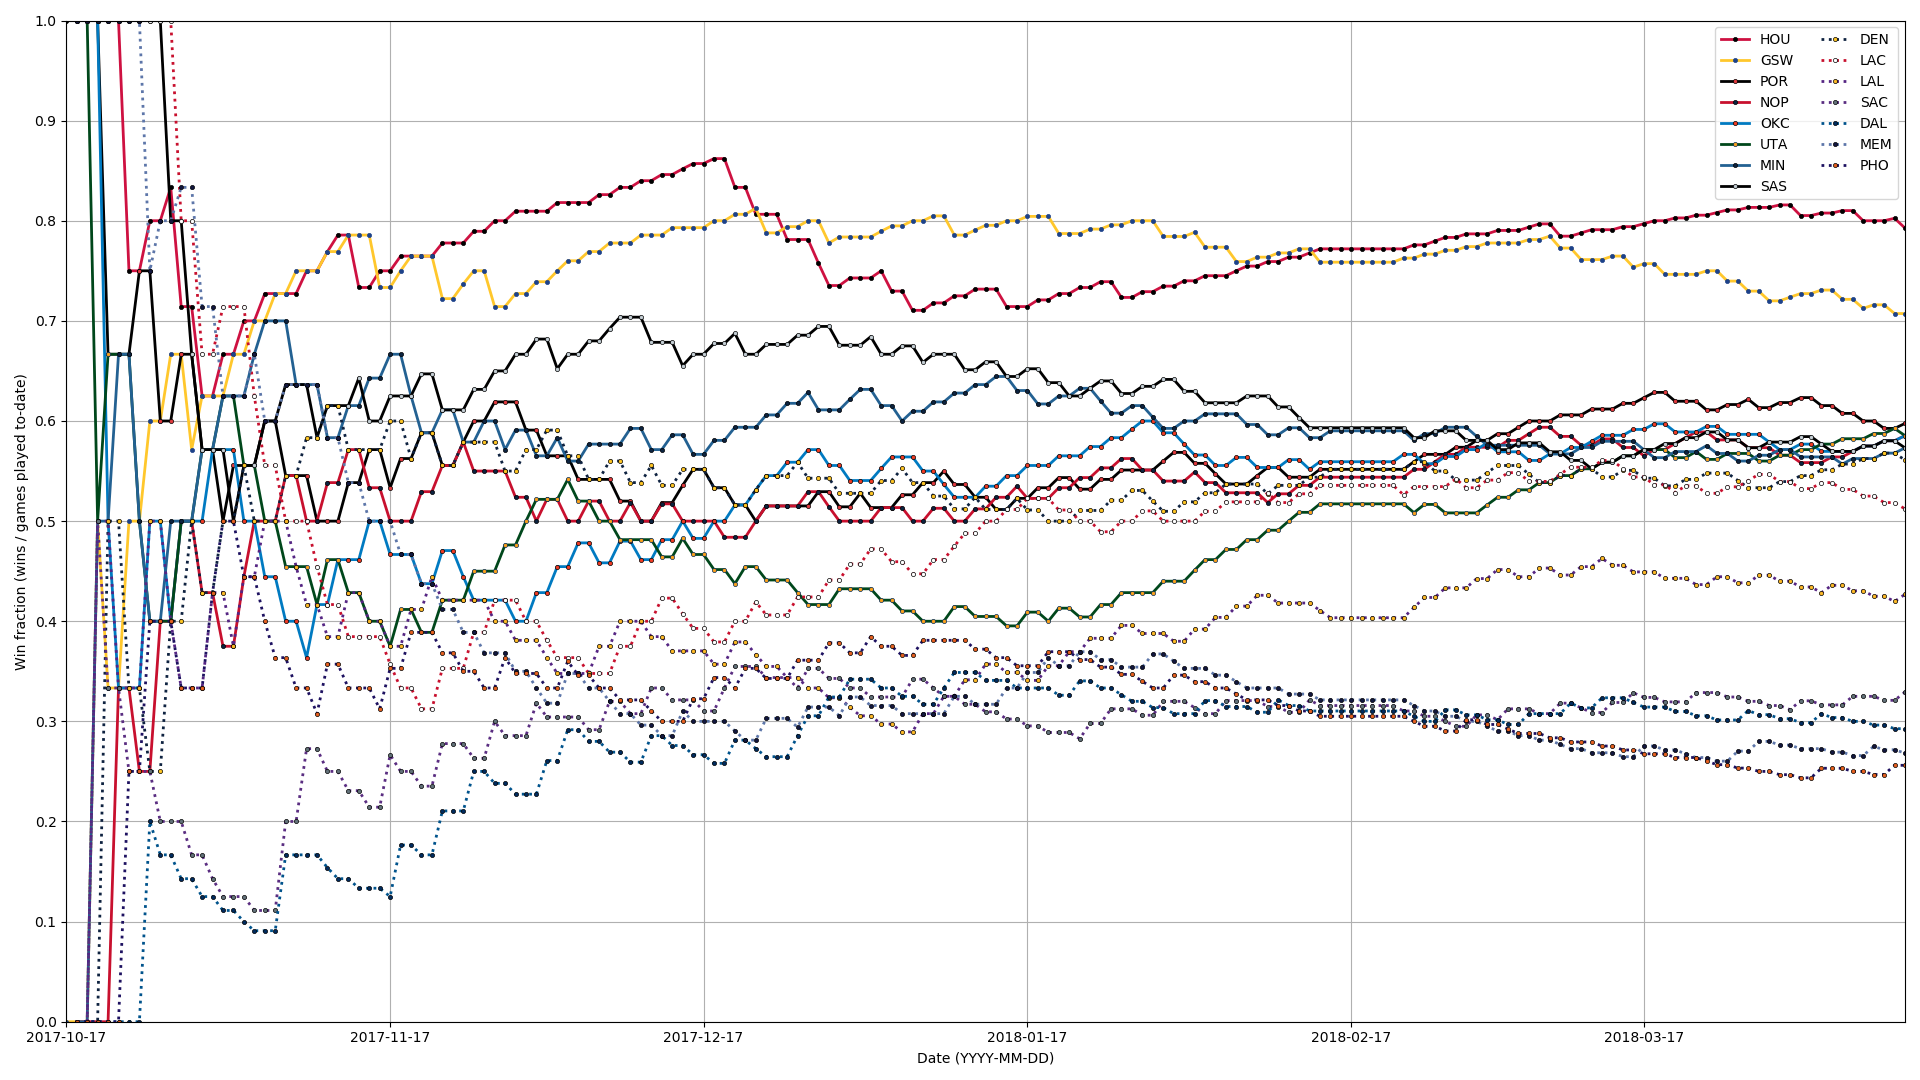 1.0
0.9
0.8
0.7
0.6
0.5
0.4
0.3
0.2
0.1
0.0
Win fraction (wins / games played to-date)
2017-10-17 2017-11-17 2017-12-17 2018-01-17 2018-02-17 2018-03-17
Date (YYYY-MM-DD)
HOU
GSW
POR
NOP
OKC
UTA
MIN
SAS
DEN
LAC
LAL
SAC
DAL
MEM
PHO